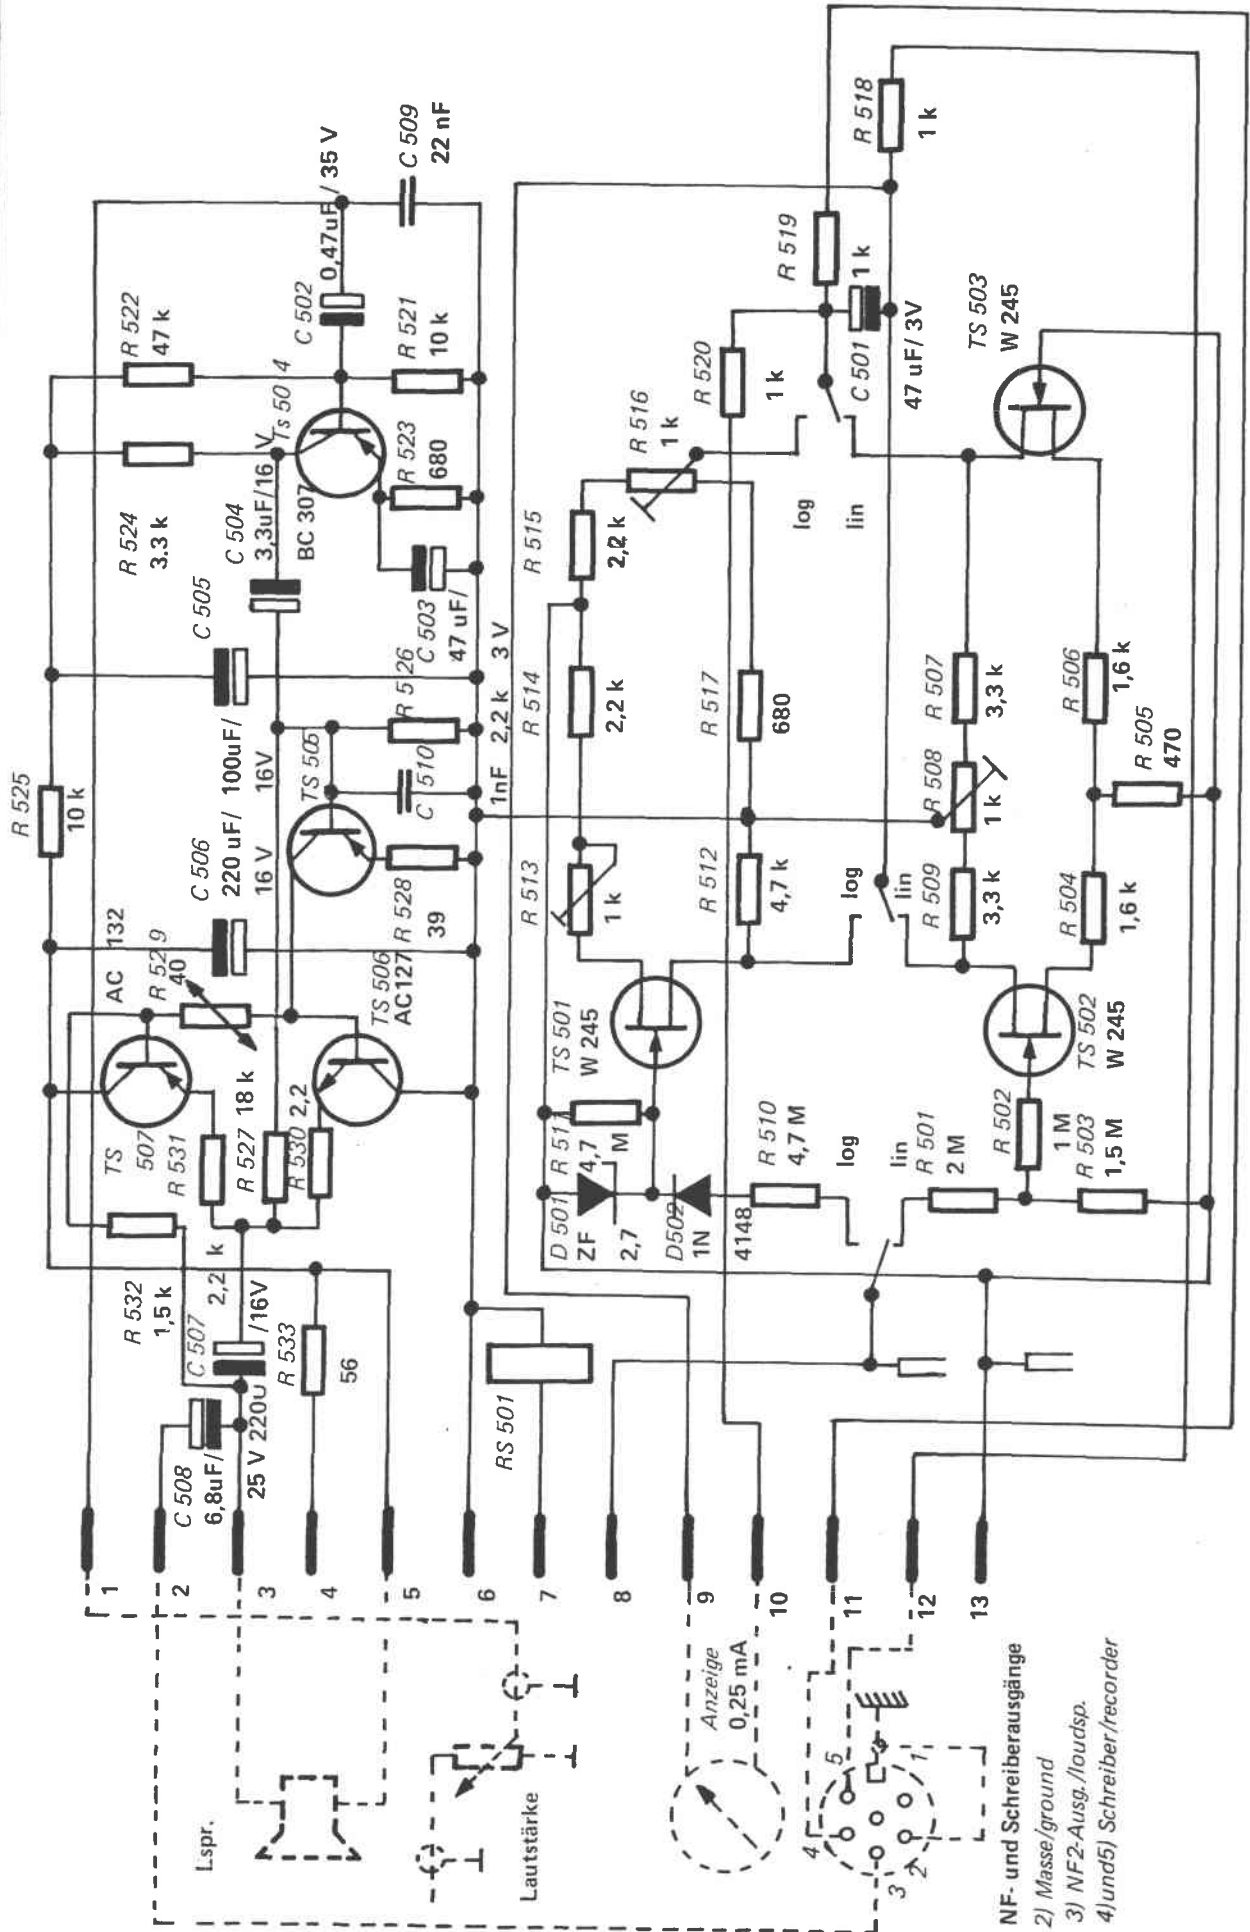 R 525
10 k
R 524
3.3 k
R 522
47 k
C 505
100uF/
16V
C 504
3,3uF/16 V
BC 307
Ts 50 4
C 502
0,47uF/ 35 V
R 521
10 k
C 509
22 nF
R 523
680
C 503
47 uF/
3 V
R 526
2,2 k
C 510
1nF
TS 505
C 506
220 uF/
16 V
R 528
39
AC 132
R 529
40
TS 506
AC127
TS
507
R 531
2,2
R 527
18 k
R 530
2,2
k
R 532
1,5 k
C 507
220u
/16V
R 533
56
C 508
6,8uF/
25 V
RS 501
R 518
1 k
R 519
1 k
R 520
1 k
C 501
47 uF/ 3V
R 516
1 k
R 515
2,2 k
R 514
2,2 k
R 513
1 k
R 517
680
R 512
4,7 k
TS 501
W 245
R 511
4,7
M
D 501
ZF
2,7
D502
1N
4148
R 510
4,7 M
log
lin
log
lin
log
lin
TS 503
W 245
R 507
3,3 k
R 508
1 k
R 509
3,3 k
R 506
1,6 k
R 505
470
R 504
1,6 k
TS 502
W 245
R 502
1 M
R 501
2 M
R 503
1,5 M
1
2
3
4
5
6
7
8
9
10
11
12
13
Lspr.
Lautstärke
Anzeige
0,25 mA
4
5
1
2
3
NF- und Schreiberausgänge
2) Masse/ground
3) NF2-Ausg./loudsp.
4)und5) Schreiber/recorder